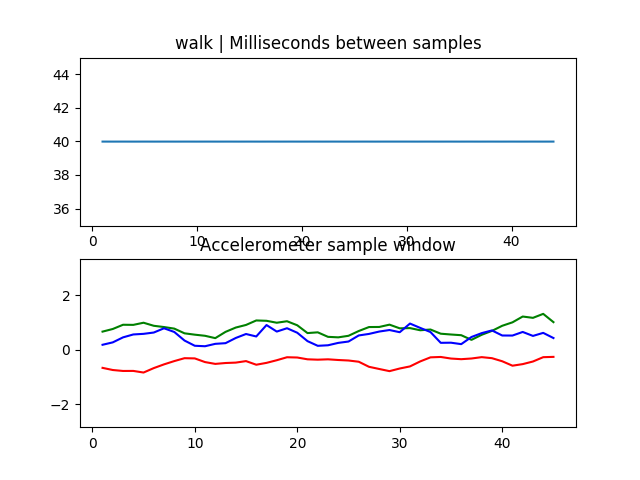 walk | Milliseconds between samples
44
42
40
38
36
0 10 20 30 40
Accelerometer sample window
2
0
−2
0 10 20 30 40